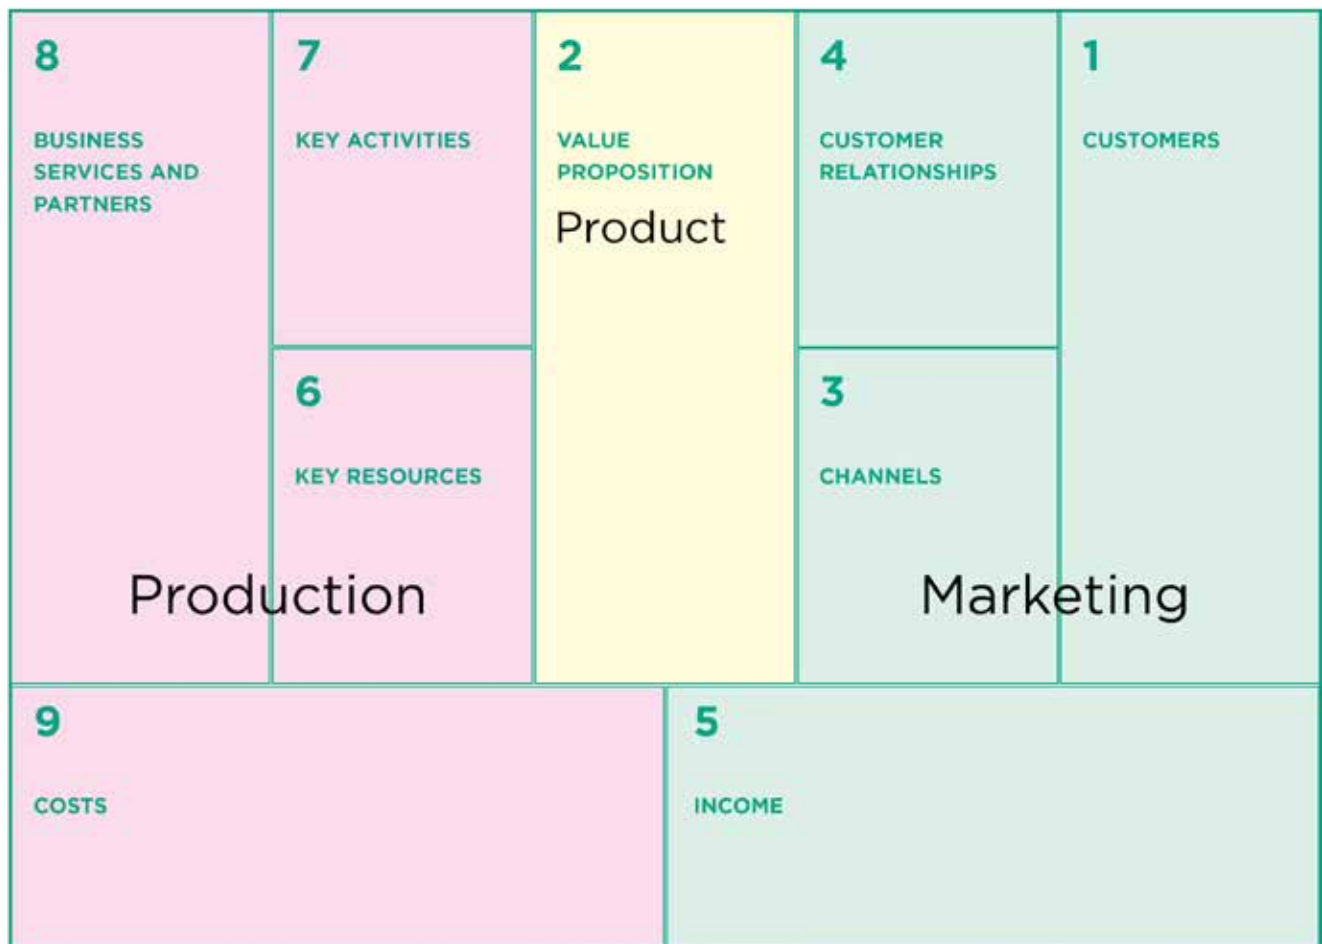 8
BUSINESS
SERVICES AND
PARTNERS
7
KEY ACTIVITIES
6
KEY RESOURCES
Production
2
VALUE
PROPOSITION
Product
4
CUSTOMER
RELATIONSHIPS
3
CHANNELS
1
CUSTOMERS
Marketing
9
COSTS
5
INCOME